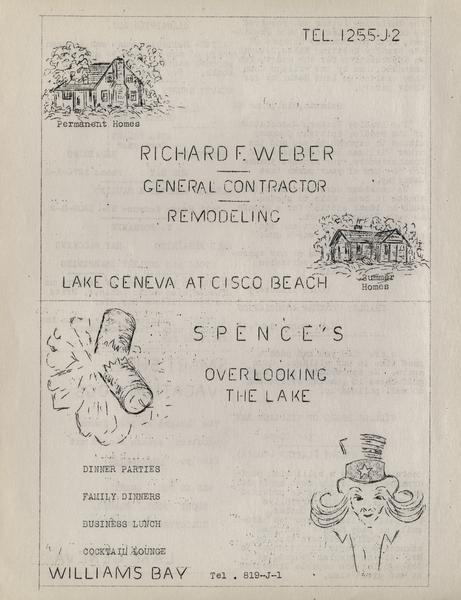 TEL. 1255-J-2
Permanent Homes
RICHARD F. WEBER
GENERAL CONTRACTOR
REMODELING
Summer
Homes
LAKE GENEVA AT CISCO BEACH
SPENCE"S
OVERLOOKING
THE LAKE
DINNER PARTIES
FAMILY DINNERS
BUSINESS LUNCH
COCKTAIL LOUNGE
WILLIAMS BAY Tel . 819-J-1